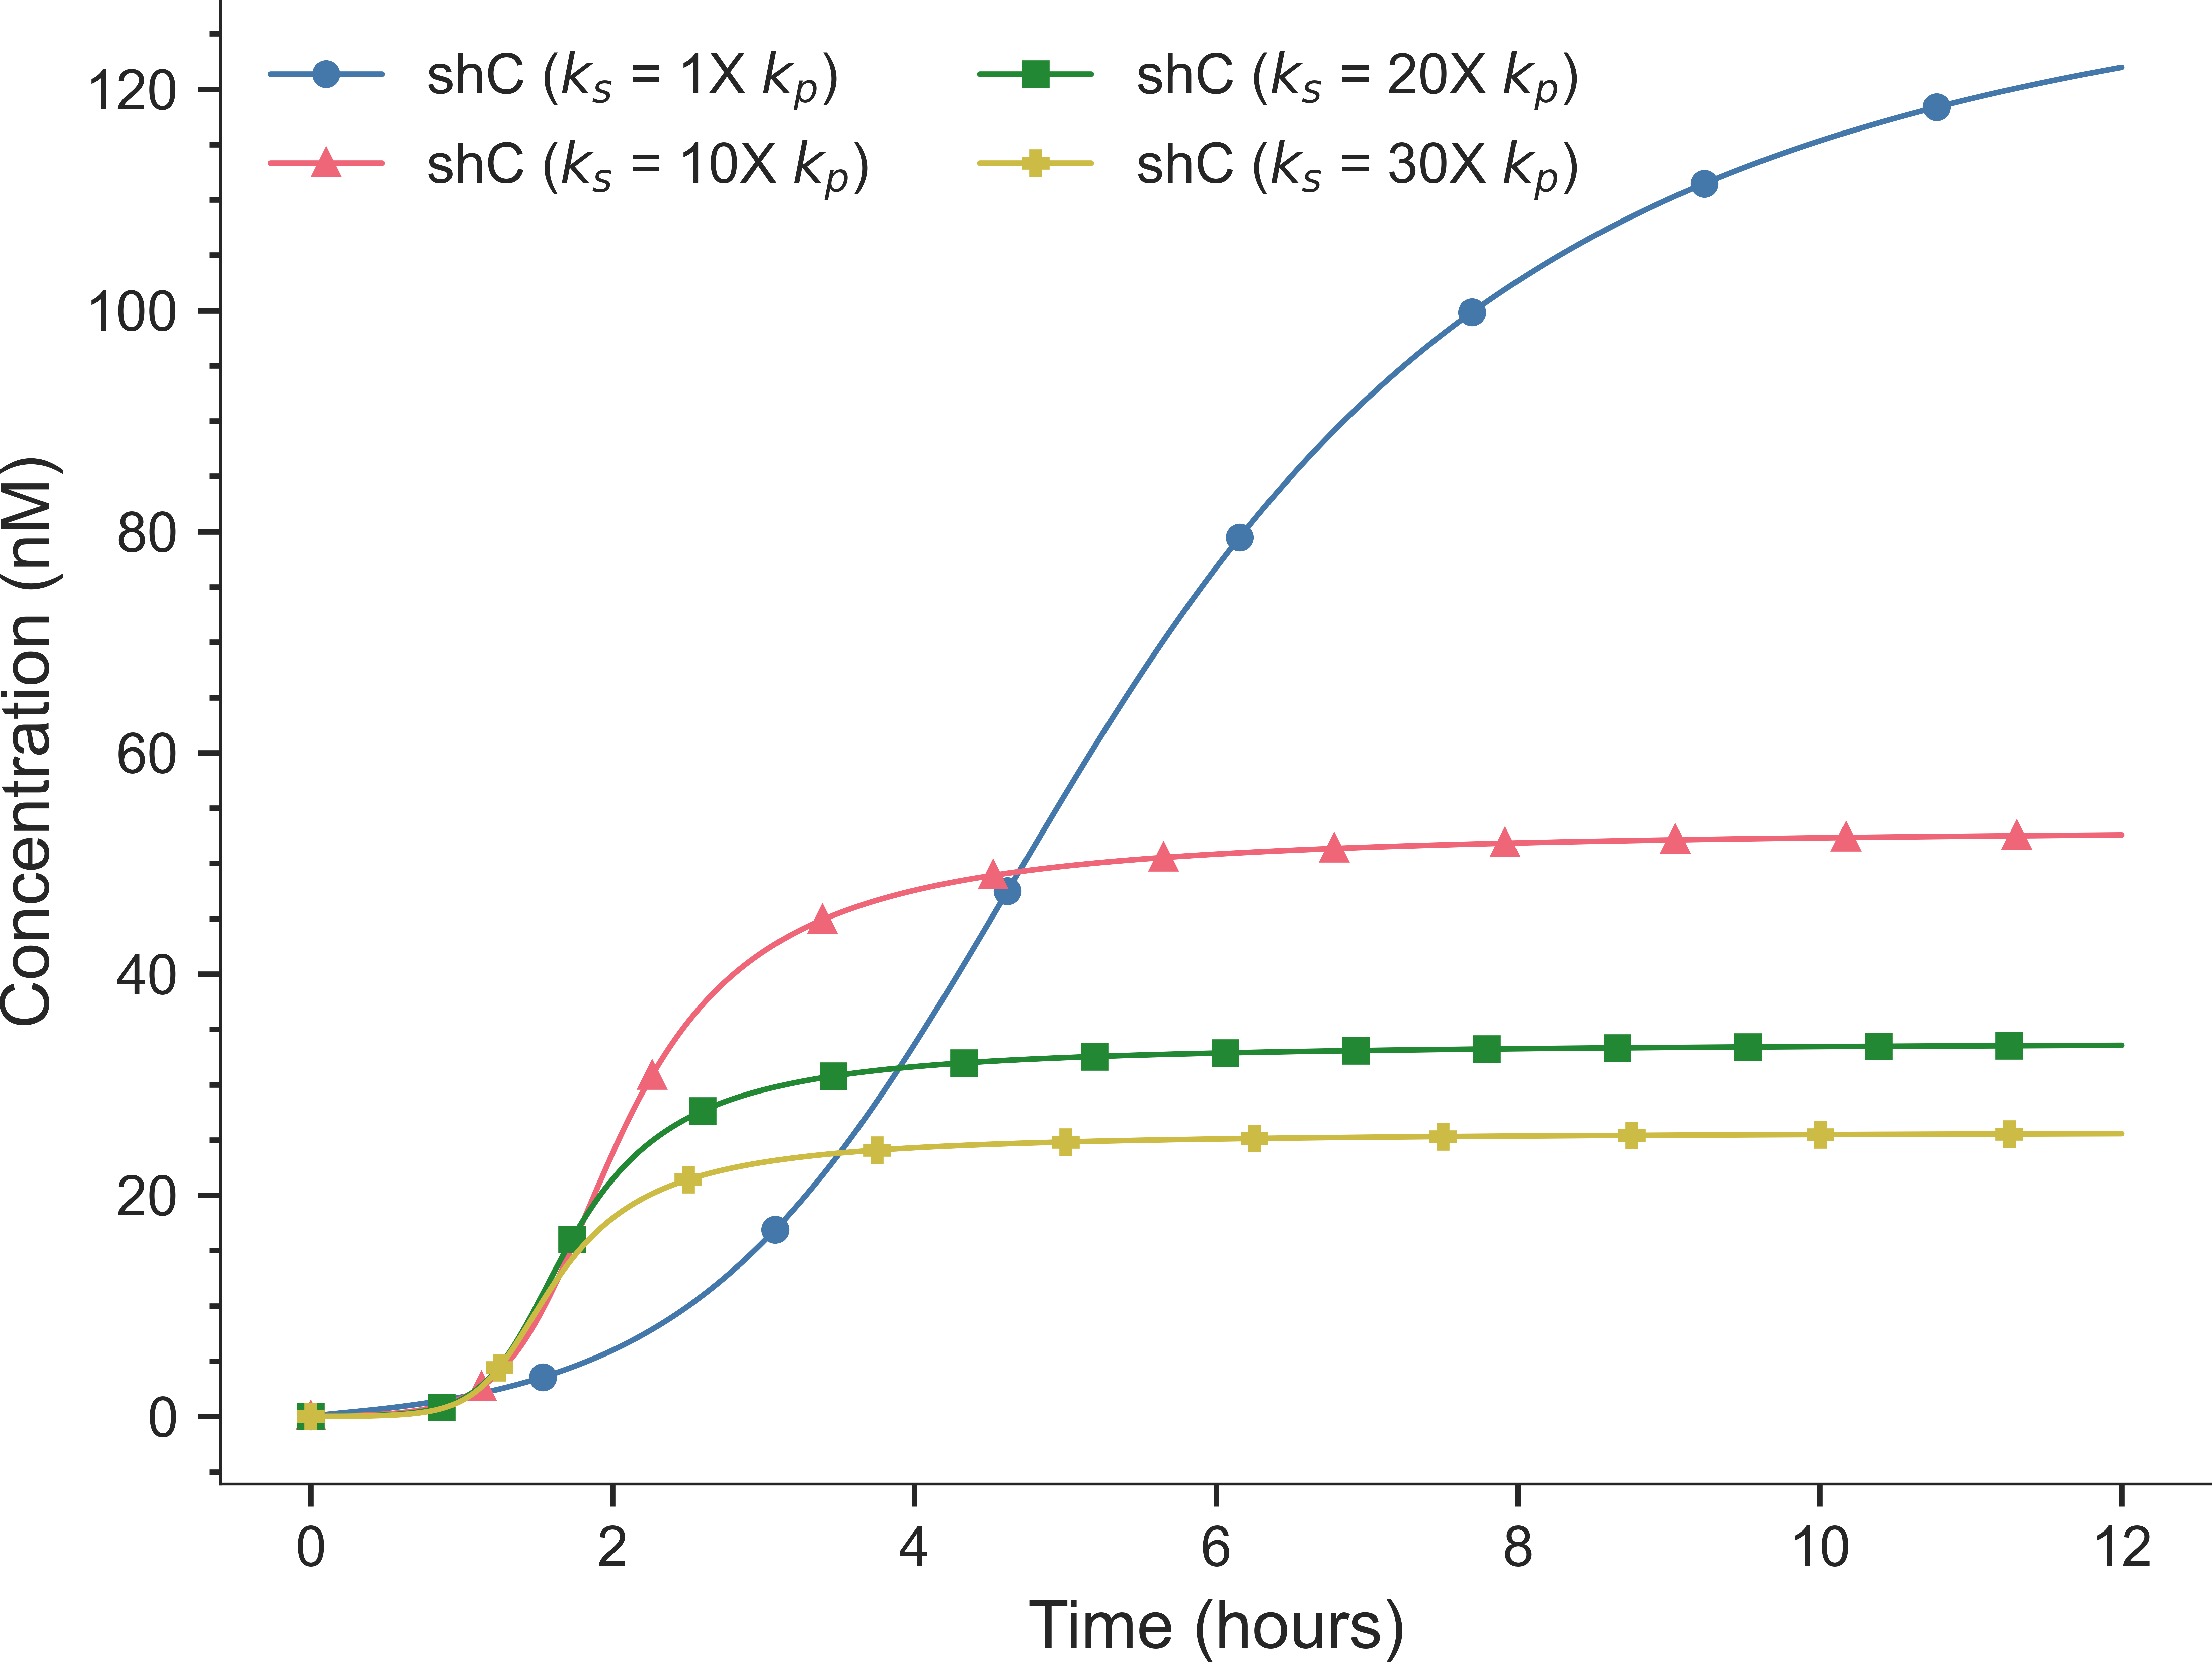 shC (kₛ = 1X kₚ)
shC (kₛ = 10X kₚ)
shC (kₛ = 20X kₚ)
shC (kₛ = 30X kₚ)
Concentration (nM)
120
100
80
60
40
20
0
0 2 4 6 8 10 12
Time (hours)